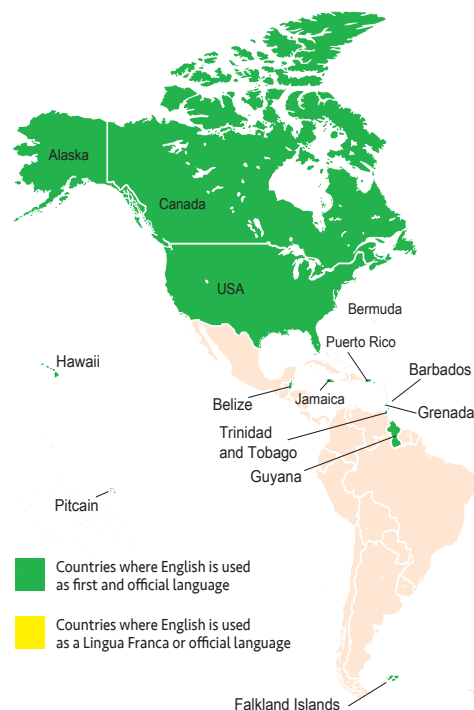 Alaska
Canada
USA
Bermuda
Puerto Rico
Hawaii
Barbados
Belize
Jamaica
Grenada
Trinidad
and Tobago
Guyana
Pitcain
Countries where English is used
as first and official language
Countries where English is used
as a Lingua Franca or official language
Falkland Islands